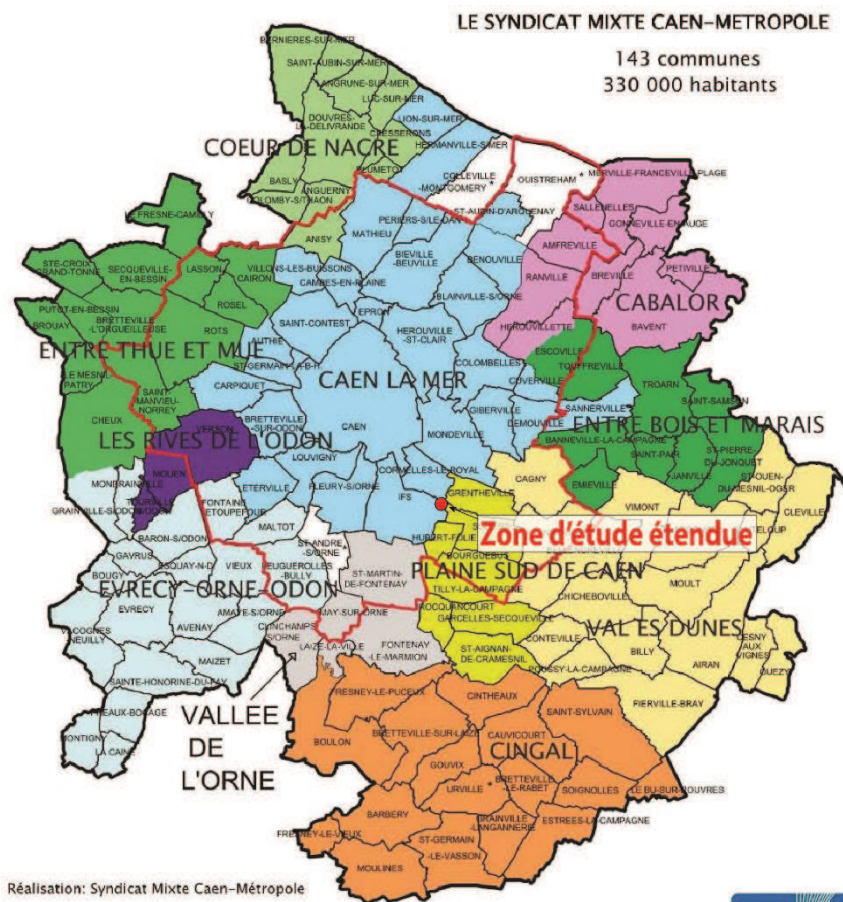 LE SYNDICAT MIXTE CAEN-METROPOLE
143 communes
330 000 habitants
BERNIERES-SUR-MER
SAINT-AUBIN-SUR-MER
LANGRUNE-SUR-MER
LUC-SUR-MER
LION-SUR-MER
DOUVRES-
LA-DELIVRANDE
CRESSERONS
HERMANVILLE-S/MER
COEUR DE NACRE
PLUMETOT
COLLEVILLE
-MONTGOMERY
OUISTREHAM
MERVILLE-FRANCEVILLE-PLAGE
BASLY
ANGUERNY
COLOMBY-S/THAON
ST-AUBIN-D'ARQUENAY
SALLENELLES
GONNEVILLE-EN-AUGE
LE FRESNE-CAMILLY
ANISY
MATHIEU
PERIERS-S/LE-DAN
AMFREVILLE
STE-CROIX
GRAND-TONNE
SECQUEVILLE-
EN-BESSIN
LASSON
VILLONS-LES-BUISSONS
CAIRON
BIEVILLE
-BEUVILLE
BENOUVILLE
RANVILLE
BREVILLE
PETIVILLE
CAMBES-EN-PLAINE
BLAINVILLE-S/ORNE
CABALOR
PUTOT-EN-BESSIN
ROSEL
BRETTEVILLE
-L'ORGUEILLEUSE
EPRON
SAINT-CONTEST
HEROUVILLE
-ST-CLAIR
HEROUVILLETTE
BAVENT
BROUAY
ROTS
ENTRE THUE ET MUE
AUTHIE
ESCOVILLE
TOUFFREVILLE
ST-GERMAIN-LA-B-H
COLOMBELLES
CUVERVILLE
TROARN
LE MESNIL
PATRY
CARPIQUET
CAEN LA MER
SAINT-SAMSON
SAINT-
MANVIEU-
NORREY
GIBERVILLE
SANNERVILLE
CHEUX
BRETTEVILLE
-SUR-ODON
DEMOUVILLE
ENTRE BOIS ET MARAIS
VERSON
LES RIVES DE L'ODON
CAEN
MONDEVILLE
BANNEVILLE-LA-CAMPAGNE
SAINT-PAIR
ST-PIERRE-
DU-JONQUET
LOUVIGNY
CORMELLES-LE-ROYAL
CAGNY
JANVILLE
MOUEN
ETERVILLE
FLEURY-S/ORNE
IFS
GRENTHEVILLE
EMIEVILLE
ST-OUEN-
DU-MESNIL-OGER
MONDRAINVILLE
FONTAINE
ETOUPEFOUR
TOURVILLE
S/ODON
GRAINVILLE-S/ODON
MALTOT
VIMONT
CLEVILLE
Zone d'étude étendue
BARON-S/ODON
ST-ANDRE
-S/ORNE
HUBERT-FOLIE
GAVRUS
ESQUAY-N-D
VIEUX
FEUGUEROLLES
-BULLY
BOURGUEBUS
BOUGY
ST-MARTIN-
DE-FONTENAY
PLAINE SUD DE CAEN
MOULT
EVRECY-ORNE-ODON
TILLY-LA-CAMPAGNE
CHICHEBOVILLE
EVRECY
AMAYE-S/ORNE
MAY-SUR-ORNE
ROCQUANCOURT
CLINCHAMPS
S/ORNE
GARCELLES-SECQUEVILLE
VAL ES DUNES
AVENAY
VACOGNES
-NEUILLY
LAIZE-LA-VILLE
CONTEVILLE
CESNY
AUX
VIGNES
FONTENAY
-LE-MARMION
ST-AIGNAN-
DE-CRAMESNIL
BILLY
MAIZET
POUSSY-LA-CAMPAGNE
AIRAN
OUEZY
SAINTE-HONORINE-DU-FAY
FRESNEY-LE-PUCEUX
CINTHEAUX
FIERVILLE-BRAY
PREAUX-BOCAGE
SAINT-SYLVAIN
VALLEE
DE
L'ORNE
MONTIGNY
BRETTEVILLE-SUR-LAIZE
CAUVICOURT
LA CAINE
BOULON
CINGAL
GOUVIX
BRETTEVILLE
-LE-RABET
URVILLE
SOIGNOLLES
LE BU-SUR-ROUVRES
BARBERY
GRAINVILLE
-LANGANNERIE
ESTREES-LA-CAMPAGNE
FRESNEY-LE-VIEUX
ST-GERMAIN
-LE-VASSON
MOULINES
Réalisation: Syndicat Mixte Caen-Métropole